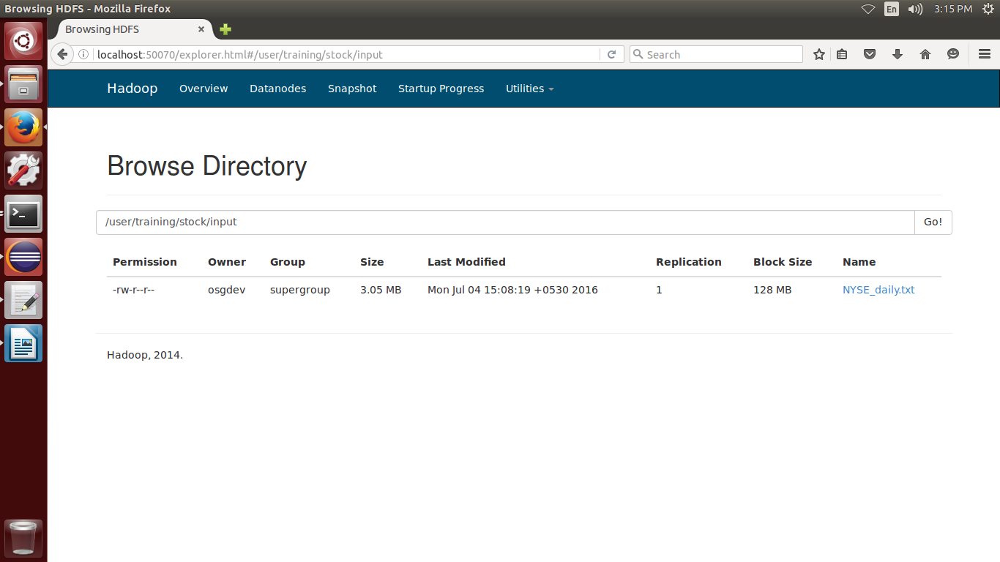 Browsing HDFS - Mozilla Firefox
En
3:15 PM
Browsing HDFS
localhost:50070/explorer.html#/user/training/stock/input
Search
Hadoop Overview Datanodes Snapshot Startup Progress Utilities
Browse Directory
/user/training/stock/input Go!
Permission Owner Group Size Last Modified Replication Block Size Name
-rw-r--r-- osgdev supergroup 3.05 MB Mon Jul 04 15:08:19 +0530 2016 1 128 MB NYSE_daily.txt
Hadoop, 2014.